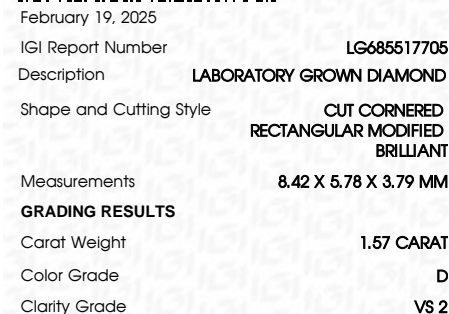 February 19, 2025
IGI Report Number LG685517705
Description LABORATORY GROWN DIAMOND
Shape and Cutting Style CUT CORNERED
RECTANGULAR MODIFIED
BRILLIANT
Measurements 8.42 X 5.78 X 3.79 MM
GRADING RESULTS
Carat Weight 1.57 CARAT
Color Grade D
Clarity Grade VS 2